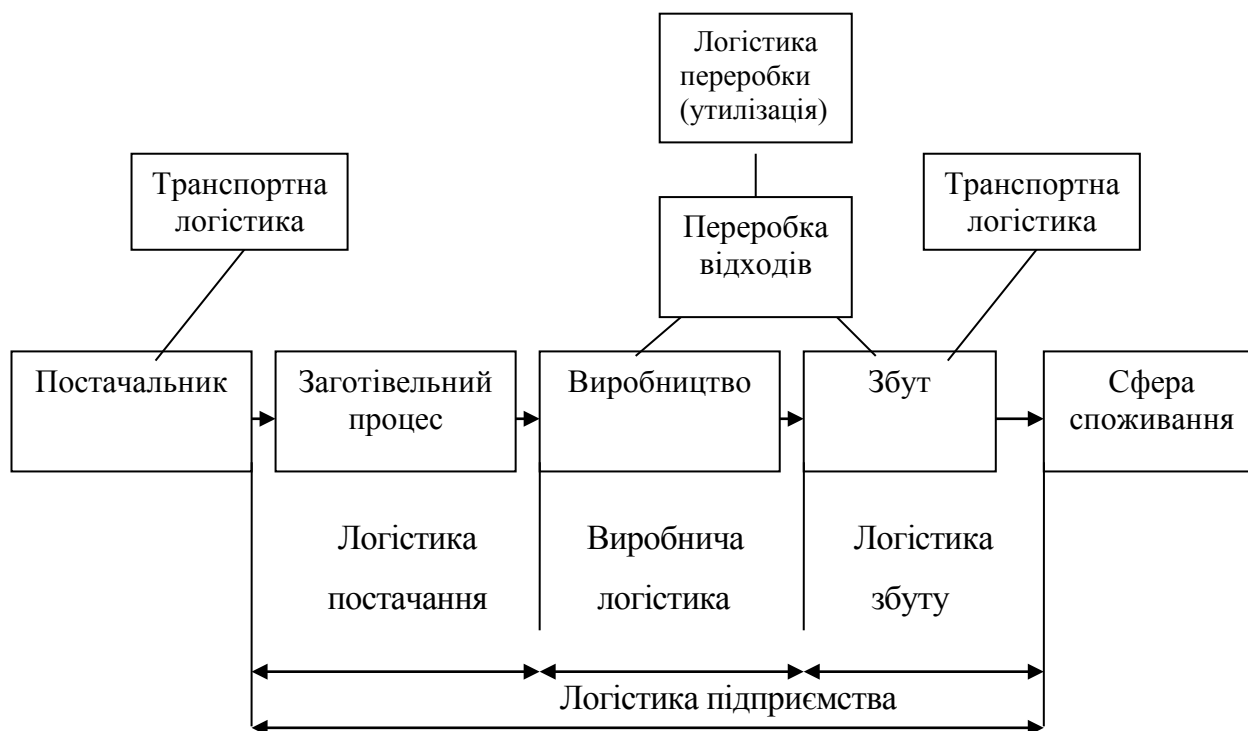 Логістика
переробки
(утилізація)
Транспортна
логістика
Переробка
відходів
Транспортна
логістика
Постачальник
Заготівельний
процес
Виробництво
Збут
Сфера
споживання
Логістика
постачання
Виробнича
логістика
Логістика
збуту
Логістика підприємства